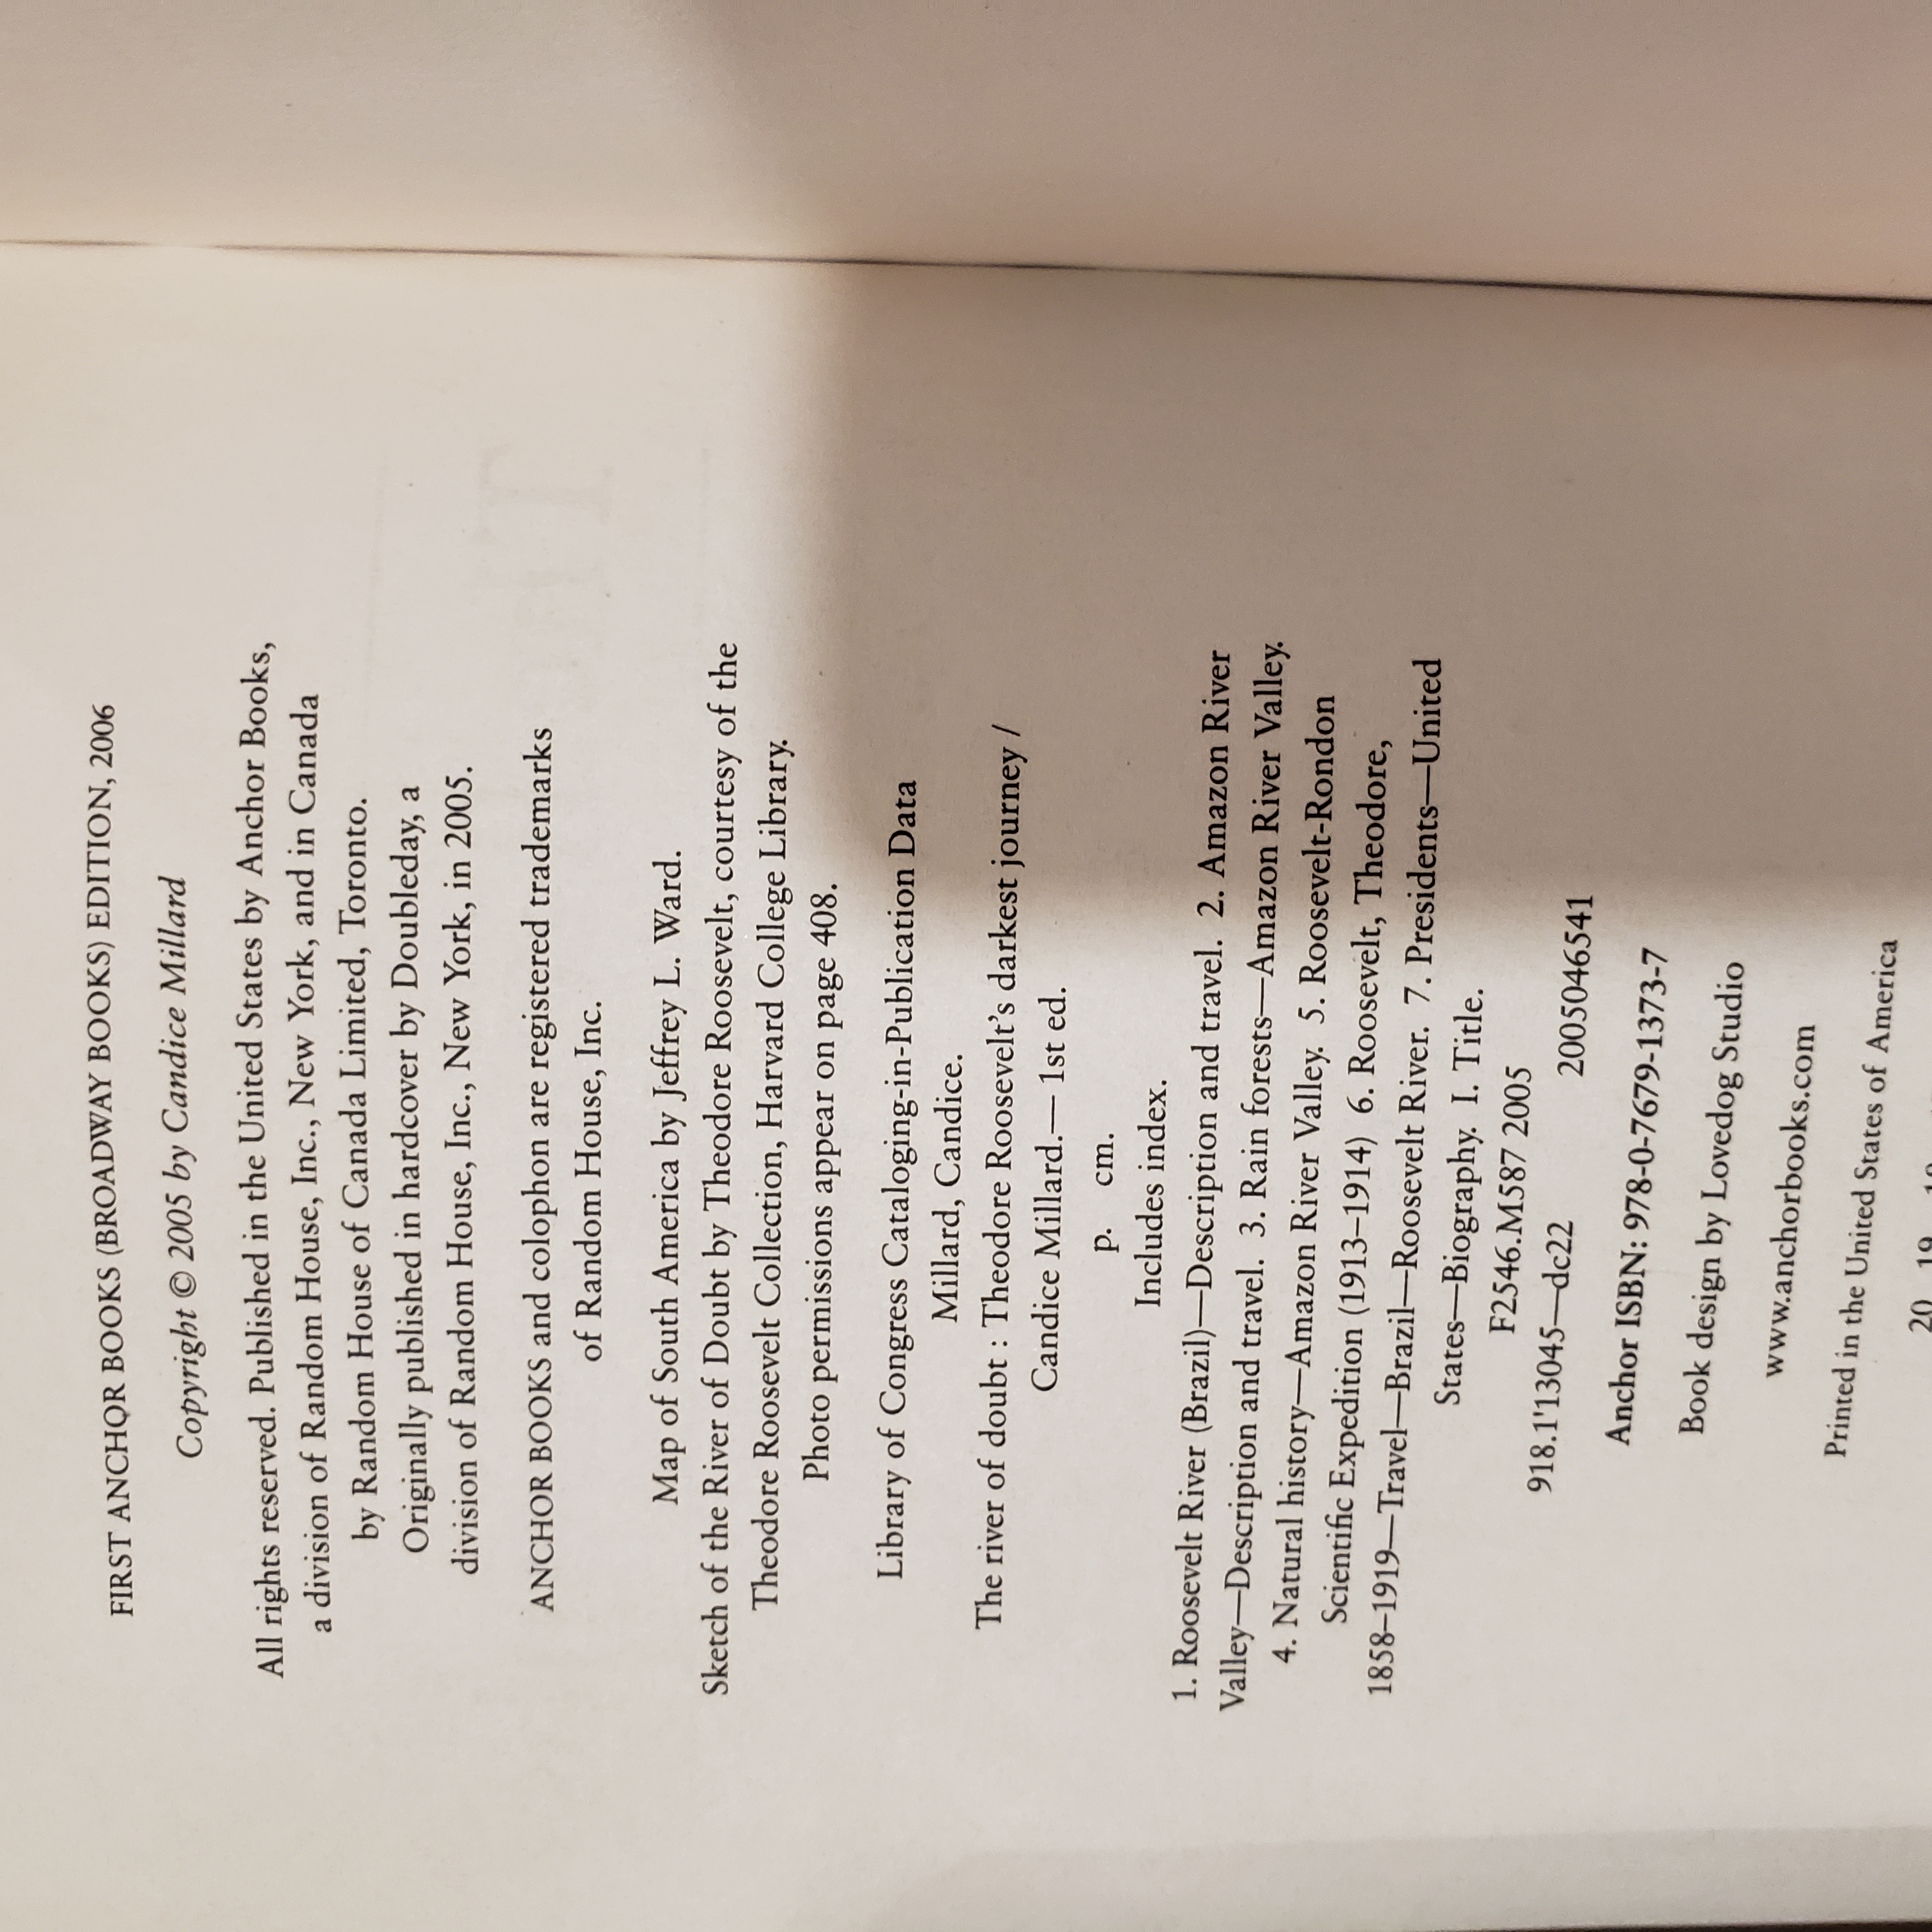 FIRST ANCHOR BOOKS (BROADWAY BOOKS) EDITION, 2006
Copyright © 2005 by Candice Millard
All rights reserved. Published in the United States by Anchor Books,
a division of Random House, Inc., New York, and in Canada
by Random House of Canada Limited, Toronto.
Originally published in hardcover by Doubleday, a
division of Random House, Inc., New York, in 2005.
ANCHOR BOOKS and colophon are registered trademarks
of Random House, Inc.
Map of South America by Jeffrey L. Ward.
Sketch of the River of Doubt by Theodore Roosevelt, courtesy of the
Theodore Roosevelt Collection, Harvard College Library.
Photo permissions appear on page 408.
Library of Congress Cataloging-in-Publication Data
Millard, Candice.
The river of doubt : Theodore Roosevelt's darkest journey /
Candice Millard.— 1st ed.
p. cm.
Includes index.
1. Roosevelt River (Brazil)—Description and travel. 2. Amazon River
Valley—Description and travel. 3. Rain forests—Amazon River Valley.
4. Natural history—Amazon River Valley. 5. Roosevelt-Rondon
Scientific Expedition (1913–1914) 6. Roosevelt, Theodore,
1858–1919—Travel—Brazil—Roosevelt River. 7. Presidents—United
States—Biography. I. Title.
F2546.M587 2005
918.1'13045—dc22 2005046541
Anchor ISBN: 978-0-7679-1373-7
Book design by Lovedog Studio
www.anchorbooks.com
Printed in the United States of America
20 19